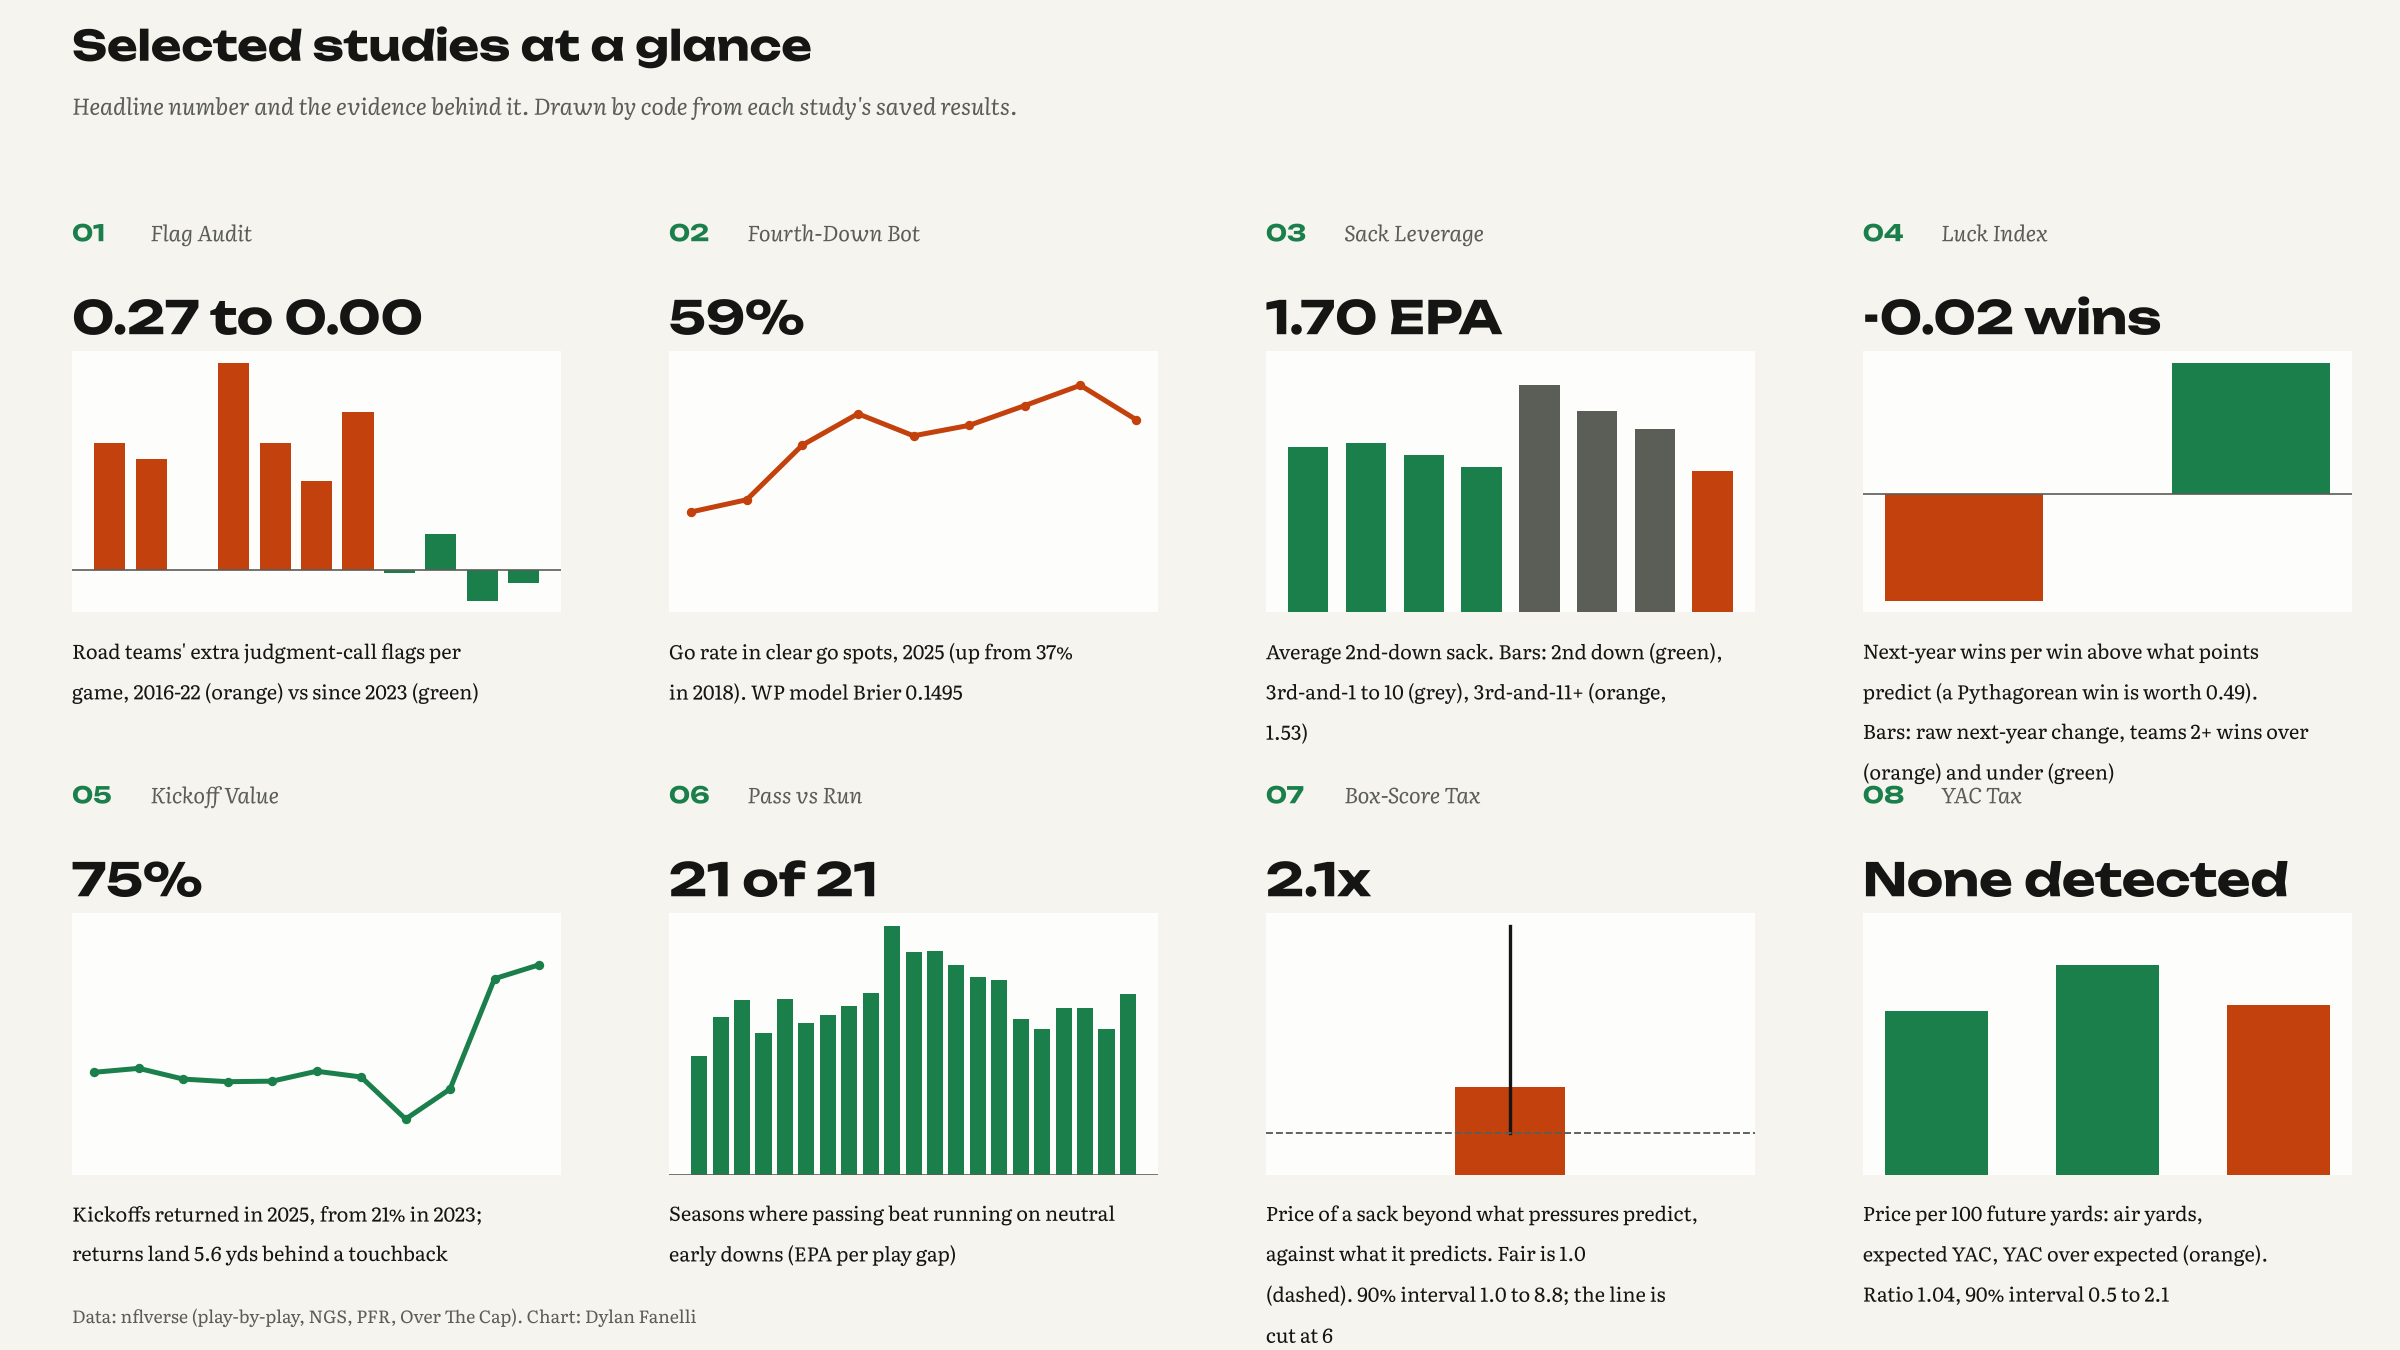 Selected studies at a glance
Headline number and the evidence behind it. Drawn by code from each study's saved results.
01 Flag Audit
0.27 to 0.00
Road teams' extra judgment-call flags per
game, 2016-22 (orange) vs since 2023 (green)
02 Fourth-Down Bot
59%
Go rate in clear go spots, 2025 (up from 37%
in 2018). WP model Brier 0.1495
03 Sack Leverage
1.70 EPA
Average 2nd-down sack. Bars: 2nd down (green),
3rd-and-1 to 10 (grey), 3rd-and-11+ (orange,
1.53)
04 Luck Index
-0.02 wins
Next-year wins per win above what points
predict (a Pythagorean win is worth 0.49).
Bars: raw next-year change, teams 2+ wins over
(orange) and under (green)
05 Kickoff Value
75%
Kickoffs returned in 2025, from 21% in 2023;
returns land 5.6 yds behind a touchback
06 Pass vs Run
21 of 21
Seasons where passing beat running on neutral
early downs (EPA per play gap)
07 Box-Score Tax
2.1x
Price of a sack beyond what pressures predict,
against what it predicts. Fair is 1.0
(dashed). 90% interval 1.0 to 8.8; the line is
cut at 6
08 YAC Tax
None detected
Price per 100 future yards: air yards,
expected YAC, YAC over expected (orange).
Ratio 1.04, 90% interval 0.5 to 2.1
Data: nflverse (play-by-play, NGS, PFR, Over The Cap). Chart: Dylan Fanelli